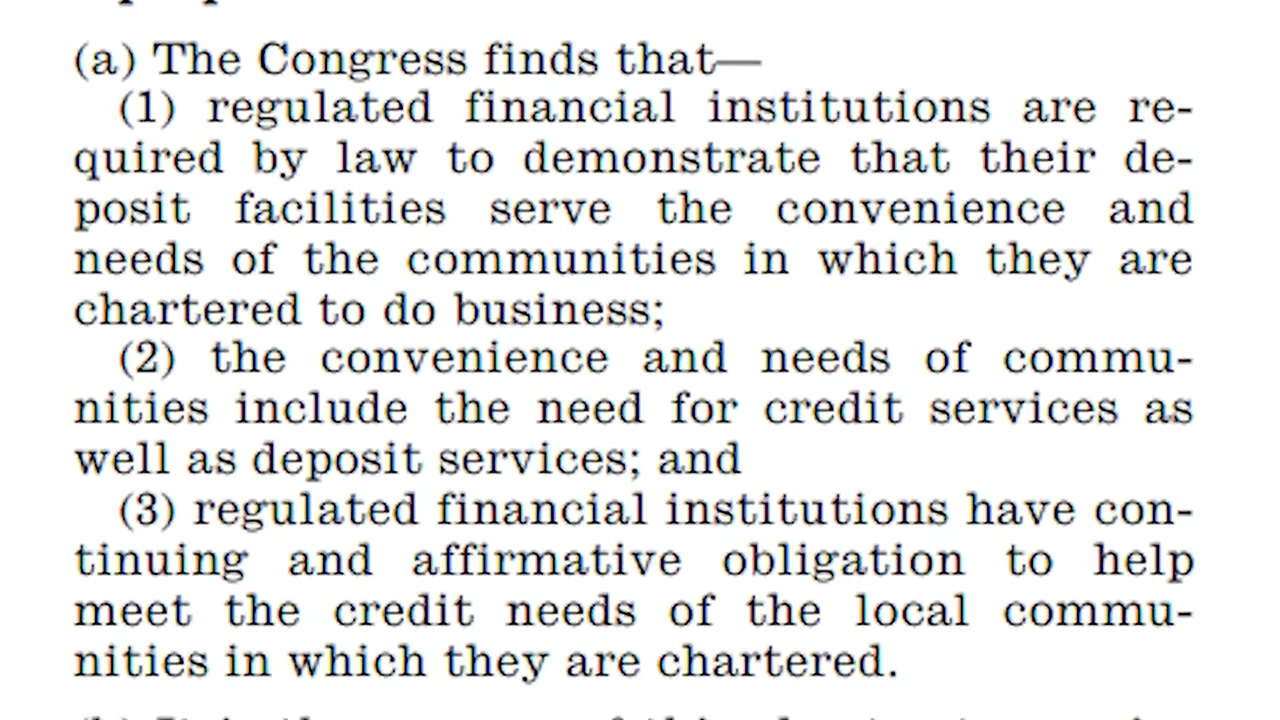 (a) The Congress finds that—
(1) regulated financial institutions are re-
quired by law to demonstrate that their de-
posit facilities serve the convenience and
needs of the communities in which they are
chartered to do business;
(2) the convenience and needs of commu-
nities include the need for credit services as
well as deposit services; and
(3) regulated financial institutions have con-
tinuing and affirmative obligation to help
meet the credit needs of the local commu-
nities in which they are chartered.